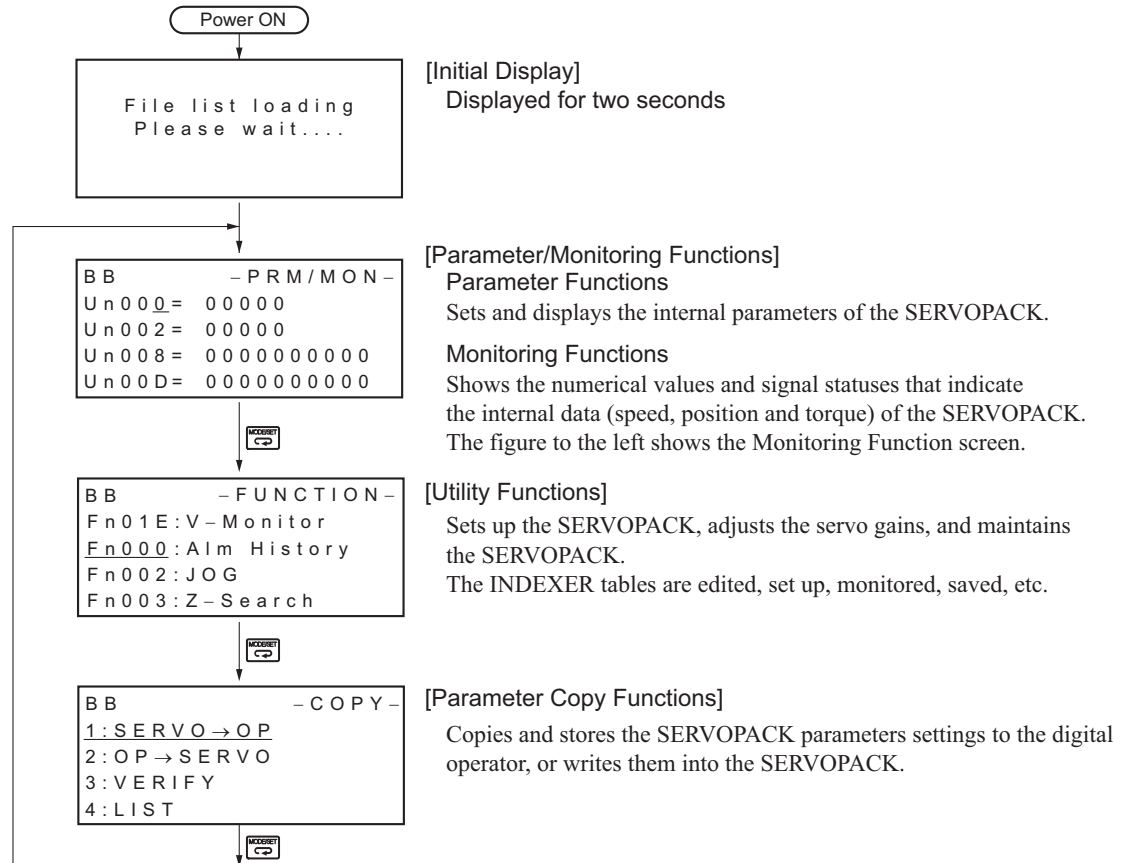 Power ON
File list loading
Please wait....
[Initial Display]
Displayed for two seconds
BB –PRM/MON–
Un000= 00000
Un002= 00000
Un008= 0000000000
Un00D= 0000000000
[Parameter/Monitoring Functions]
Parameter Functions
Sets and displays the internal parameters of the SERVOPACK.
Monitoring Functions
Shows the numerical values and signal statuses that indicate
the internal data (speed, position and torque) of the SERVOPACK.
The figure to the left shows the Monitoring Function screen.
MODE/SET
BB –FUNCTION–
Fn01E:V–Monitor
Fn000:Alm History
Fn002:JOG
Fn003:Z–Search
[Utility Functions]
Sets up the SERVOPACK, adjusts the servo gains, and maintains
the SERVOPACK.
The INDEXER tables are edited, set up, monitored, saved, etc.
MODE/SET
BB –COPY–
1:SERVO→OP
2:OP→SERVO
3:VERIFY
4:LIST
[Parameter Copy Functions]
Copies and stores the SERVOPACK parameters settings to the digital
operator, or writes them into the SERVOPACK.
MODE/SET